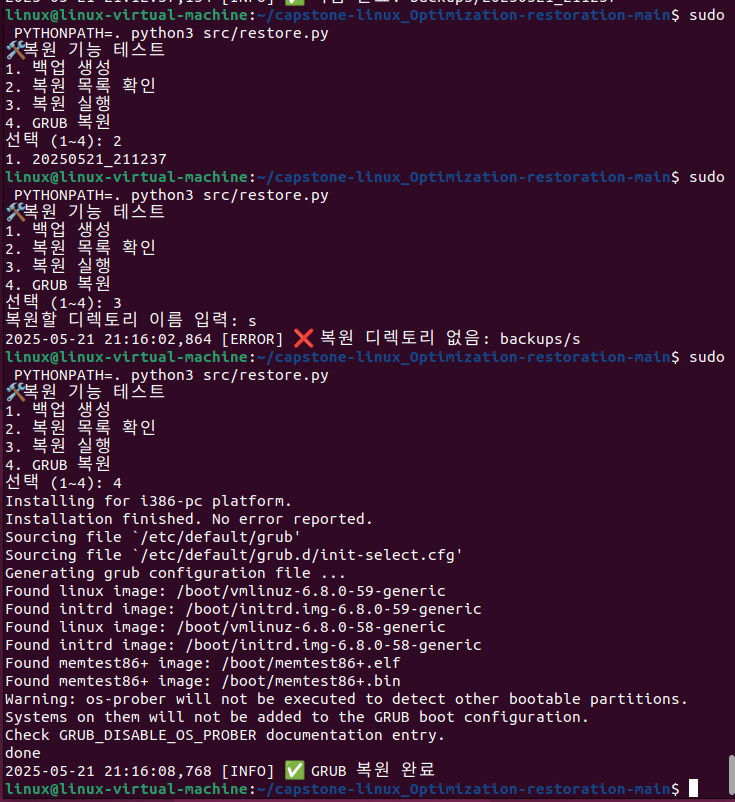 linux@linux-virtual-machine:~/capstone-linux_Optimization-restoration-main$ sudo
 PYTHONPATH=. python3 src/restore.py
🛠복원 기능 테스트
1. 백업 생성
2. 복원 목록 확인
3. 복원 실행
4. GRUB 복원
선택 (1~4): 2
1. 20250521_211237
linux@linux-virtual-machine:~/capstone-linux_Optimization-restoration-main$ sudo
 PYTHONPATH=. python3 src/restore.py
🛠복원 기능 테스트
1. 백업 생성
2. 복원 목록 확인
3. 복원 실행
4. GRUB 복원
선택 (1~4): 3
복원할 디렉토리 이름 입력: s
2025-05-21 21:16:02,864 [ERROR] ❌ 복원 디렉토리 없음: backups/s
linux@linux-virtual-machine:~/capstone-linux_Optimization-restoration-main$ sudo
 PYTHONPATH=. python3 src/restore.py
🛠복원 기능 테스트
1. 백업 생성
2. 복원 목록 확인
3. 복원 실행
4. GRUB 복원
선택 (1~4): 4
Installing for i386-pc platform.
Installation finished. No error reported.
Sourcing file `/etc/default/grub'
Sourcing file `/etc/default/grub.d/init-select.cfg'
Generating grub configuration file ...
Found linux image: /boot/vmlinuz-6.8.0-59-generic
Found initrd image: /boot/initrd.img-6.8.0-59-generic
Found linux image: /boot/vmlinuz-6.8.0-58-generic
Found initrd image: /boot/initrd.img-6.8.0-58-generic
Found memtest86+ image: /boot/memtest86+.elf
Found memtest86+ image: /boot/memtest86+.bin
Warning: os-prober will not be executed to detect other bootable partitions.
Systems on them will not be added to the GRUB boot configuration.
Check GRUB_DISABLE_OS_PROBER documentation entry.
done
2025-05-21 21:16:08,768 [INFO] ✅ GRUB 복원 완료
linux@linux-virtual-machine:~/capstone-linux_Optimization-restoration-main$